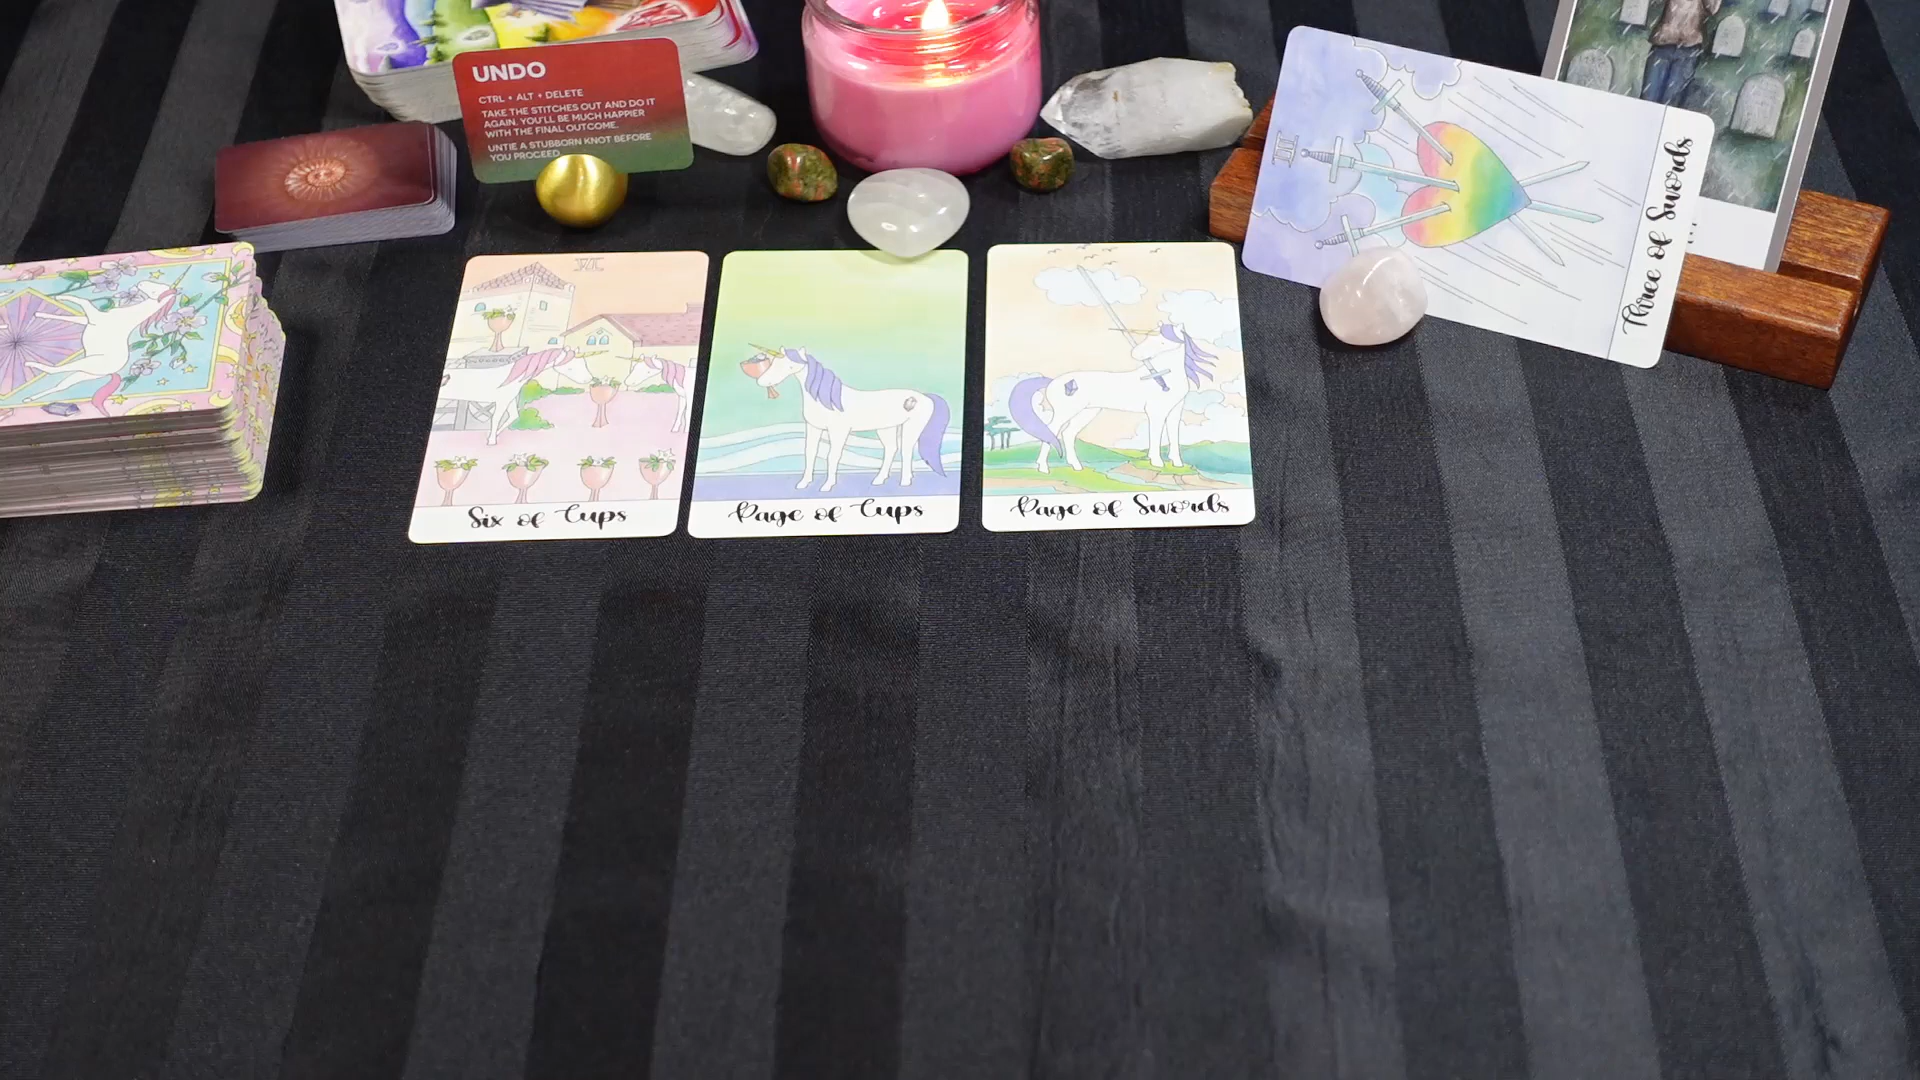 UNDO
CTRL + ALT + DELETE
TAKE THE STITCHES OUT AND DO IT
AGAIN. YOU'LL BE MUCH HAPPIER
WITH THE FINAL OUTCOME.
UNTIE A STUBBORN KNOT BEFORE
YOU PROCEED
III
Three of Swords
VI
Six of Cups
Page of Cups
Page of Swords